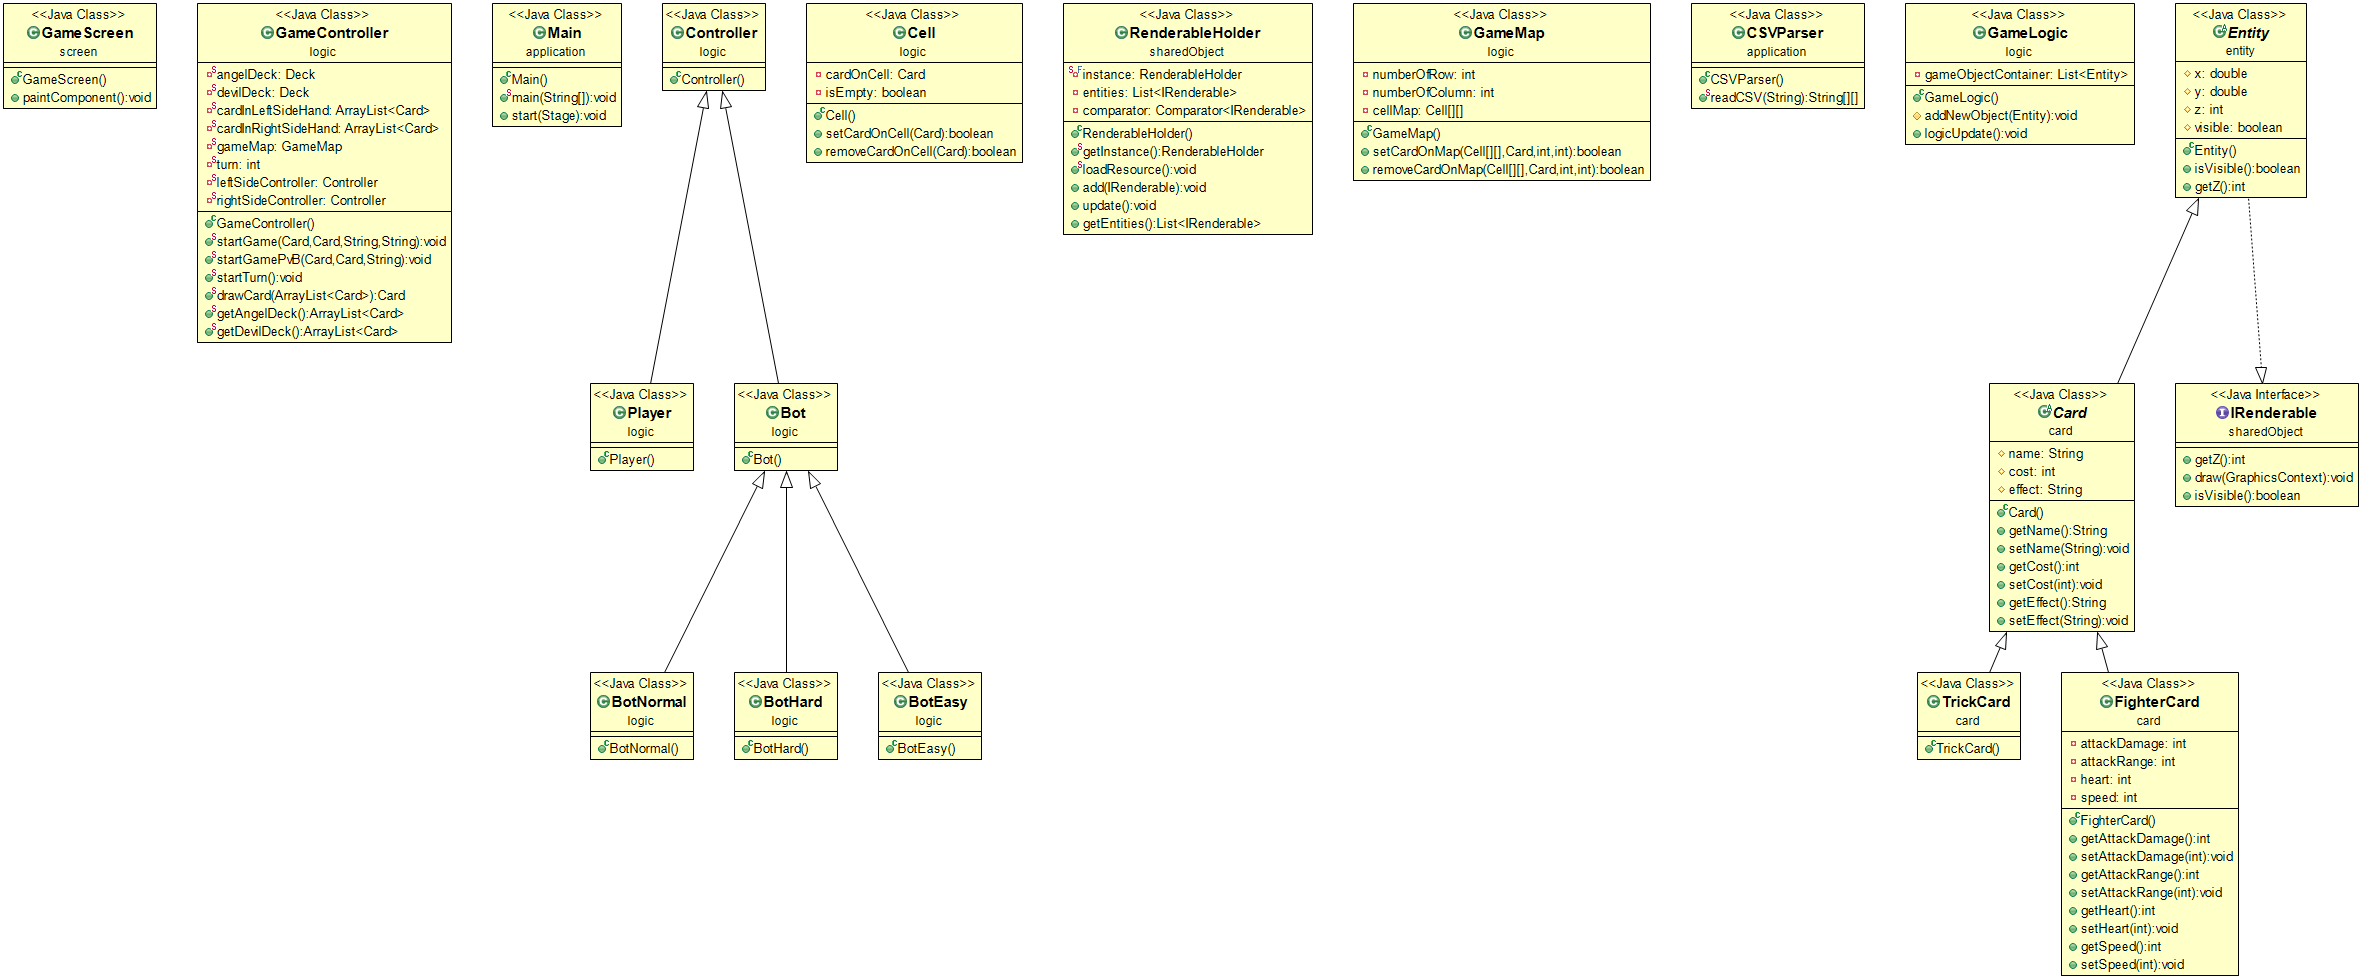 <<Java Class>>
GameScreen
screen
GameScreen()
paintComponent():void
<<Java Class>>
GameController
logic
angelDeck: Deck
devilDeck: Deck
cardInLeftSideHand: ArrayList<Card>
cardInRightSideHand: ArrayList<Card>
gameMap: GameMap
turn: int
leftSideController: Controller
rightSideController: Controller
GameController()
startGame(Card,Card,String,String):void
startGamePvB(Card,Card,String):void
startTurn():void
drawCard(ArrayList<Card>):Card
getAngelDeck():ArrayList<Card>
getDevilDeck():ArrayList<Card>
<<Java Class>>
Main
application
Main()
main(String[]):void
start(Stage):void
<<Java Class>>
Controller
logic
Controller()
<<Java Class>>
Cell
logic
cardOnCell: Card
isEmpty: boolean
Cell()
setCardOnCell(Card):boolean
removeCardOnCell(Card):boolean
<<Java Class>>
RenderableHolder
sharedObject
instance: RenderableHolder
entities: List<IRenderable>
comparator: Comparator<IRenderable>
RenderableHolder()
getInstance():RenderableHolder
loadResource():void
add(IRenderable):void
update():void
getEntities():List<IRenderable>
<<Java Class>>
GameMap
logic
numberOfRow: int
numberOfColumn: int
cellMap: Cell[][]
GameMap()
setCardOnMap(Cell[][],Card,int,int):boolean
removeCardOnMap(Cell[][],Card,int,int):boolean
<<Java Class>>
CSVParser
application
CSVParser()
readCSV(String):String[][]
<<Java Class>>
GameLogic
logic
gameObjectContainer: List<Entity>
GameLogic()
addNewObject(Entity):void
logicUpdate():void
<<Java Class>>
Entity
entity
x: double
y: double
z: int
visible: boolean
Entity()
isVisible():boolean
getZ():int
<<Java Class>>
Player
logic
Player()
<<Java Class>>
Bot
logic
Bot()
<<Java Class>>
Card
card
name: String
cost: int
effect: String
Card()
getName():String
setName(String):void
getCost():int
setCost(int):void
getEffect():String
setEffect(String):void
<<Java Interface>>
IRenderable
sharedObject
getZ():int
draw(GraphicsContext):void
isVisible():boolean
<<Java Class>>
BotNormal
logic
BotNormal()
<<Java Class>>
BotHard
logic
BotHard()
<<Java Class>>
BotEasy
logic
BotEasy()
<<Java Class>>
TrickCard
card
TrickCard()
<<Java Class>>
FighterCard
card
attackDamage: int
attackRange: int
heart: int
speed: int
FighterCard()
getAttackDamage():int
setAttackDamage(int):void
getAttackRange():int
setAttackRange(int):void
getHeart():int
setHeart(int):void
getSpeed():int
setSpeed(int):void